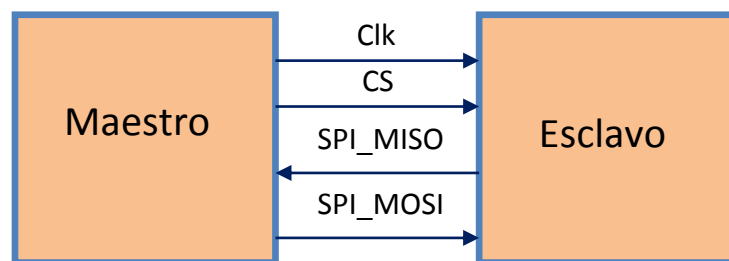 Clk
CS
Maestro
SPI_MISO
Esclavo
SPI_MOSI